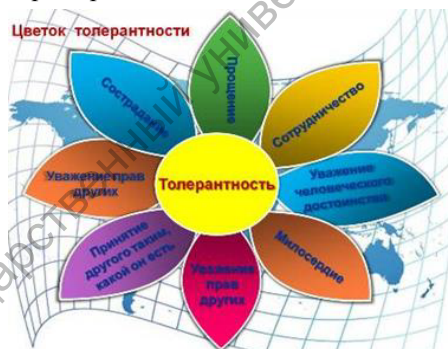 Цветок толерантности
Прощение
Сострадание
Сотрудничество
Уважение прав
других
Толерантность
Уважение
человеческого
достоинства
Принятие
другого таким,
какой он есть
Уважение
прав
других
Милосердие